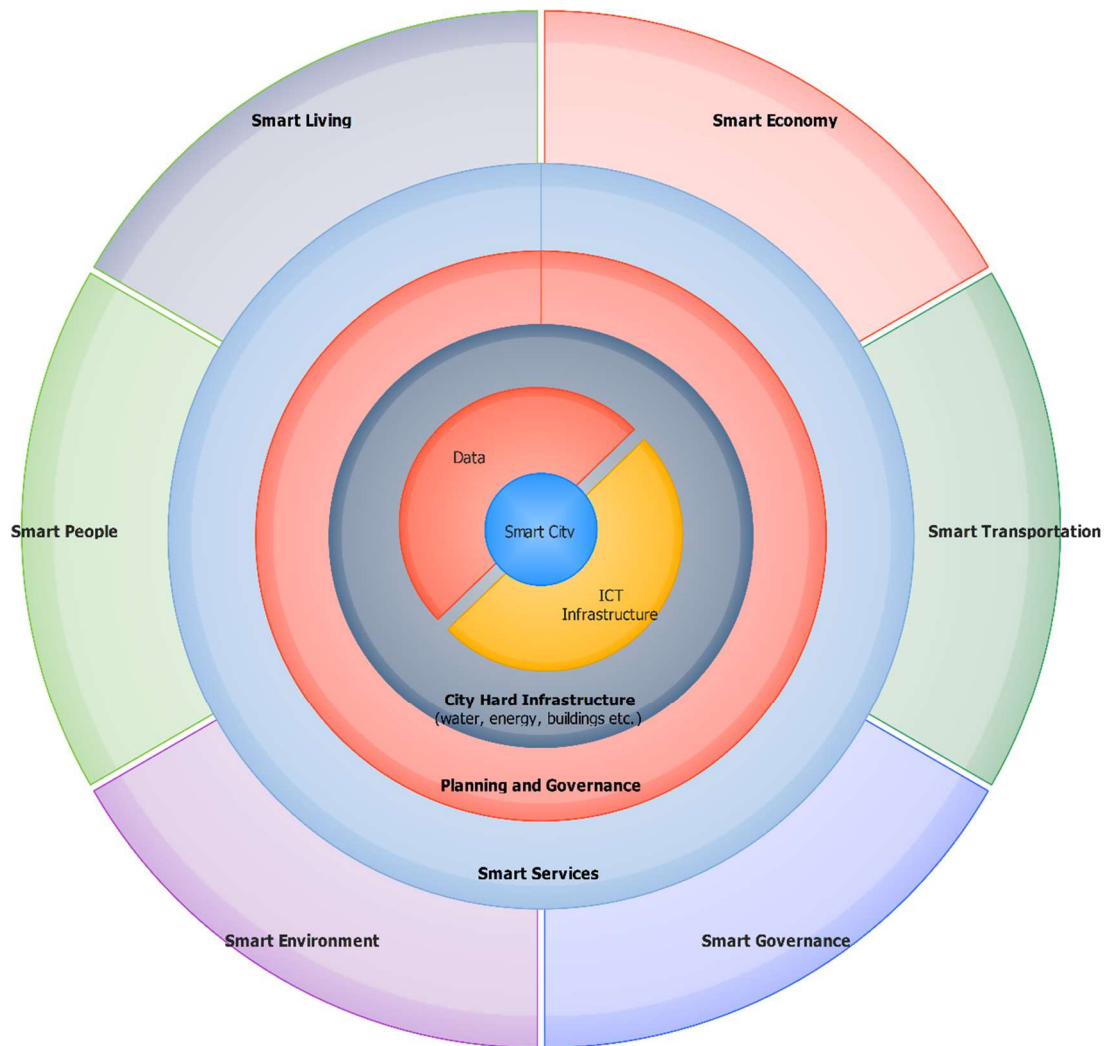 Smart Living
Smart Economy
Data
Smart City
Smart People
Smart Transportation
ICT
Infrastructure
City Hard Infrastructure
(water, energy, buildings etc.)
Planning and Governance
Smart Services
Smart Environment
Smart Governance